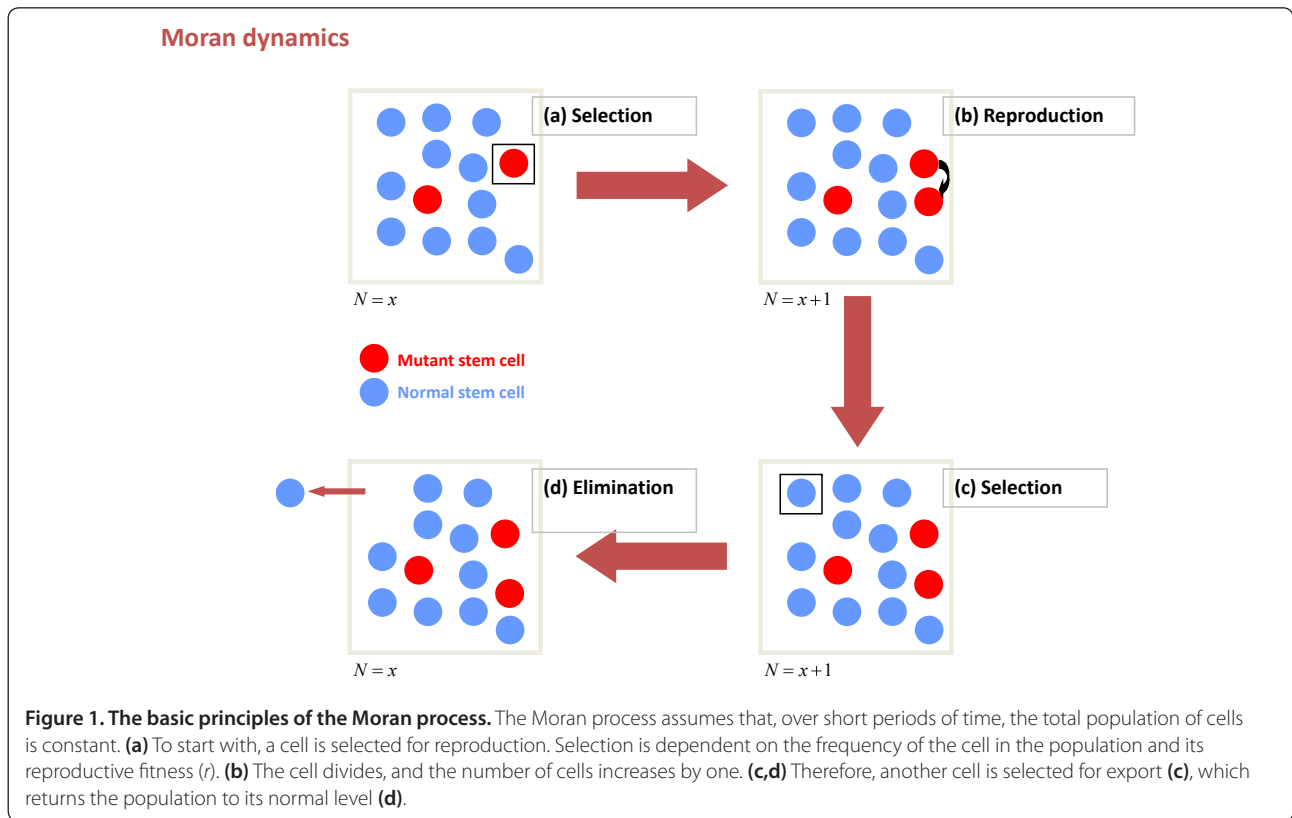 Moran dynamics
(a) Selection
(b) Reproduction
N = x
N = x+1
Mutant stem cell
Normal stem cell
(d) Elimination
(c) Selection
N = x
N = x+1
Figure 1. The basic principles of the Moran process. The Moran process assumes that, over short periods of time, the total population of cells
is constant. (a) To start with, a cell is selected for reproduction. Selection is dependent on the frequency of the cell in the population and its
reproductive fitness (r). (b) The cell divides, and the number of cells increases by one. (c,d) Therefore, another cell is selected for export (c), which
returns the population to its normal level (d).